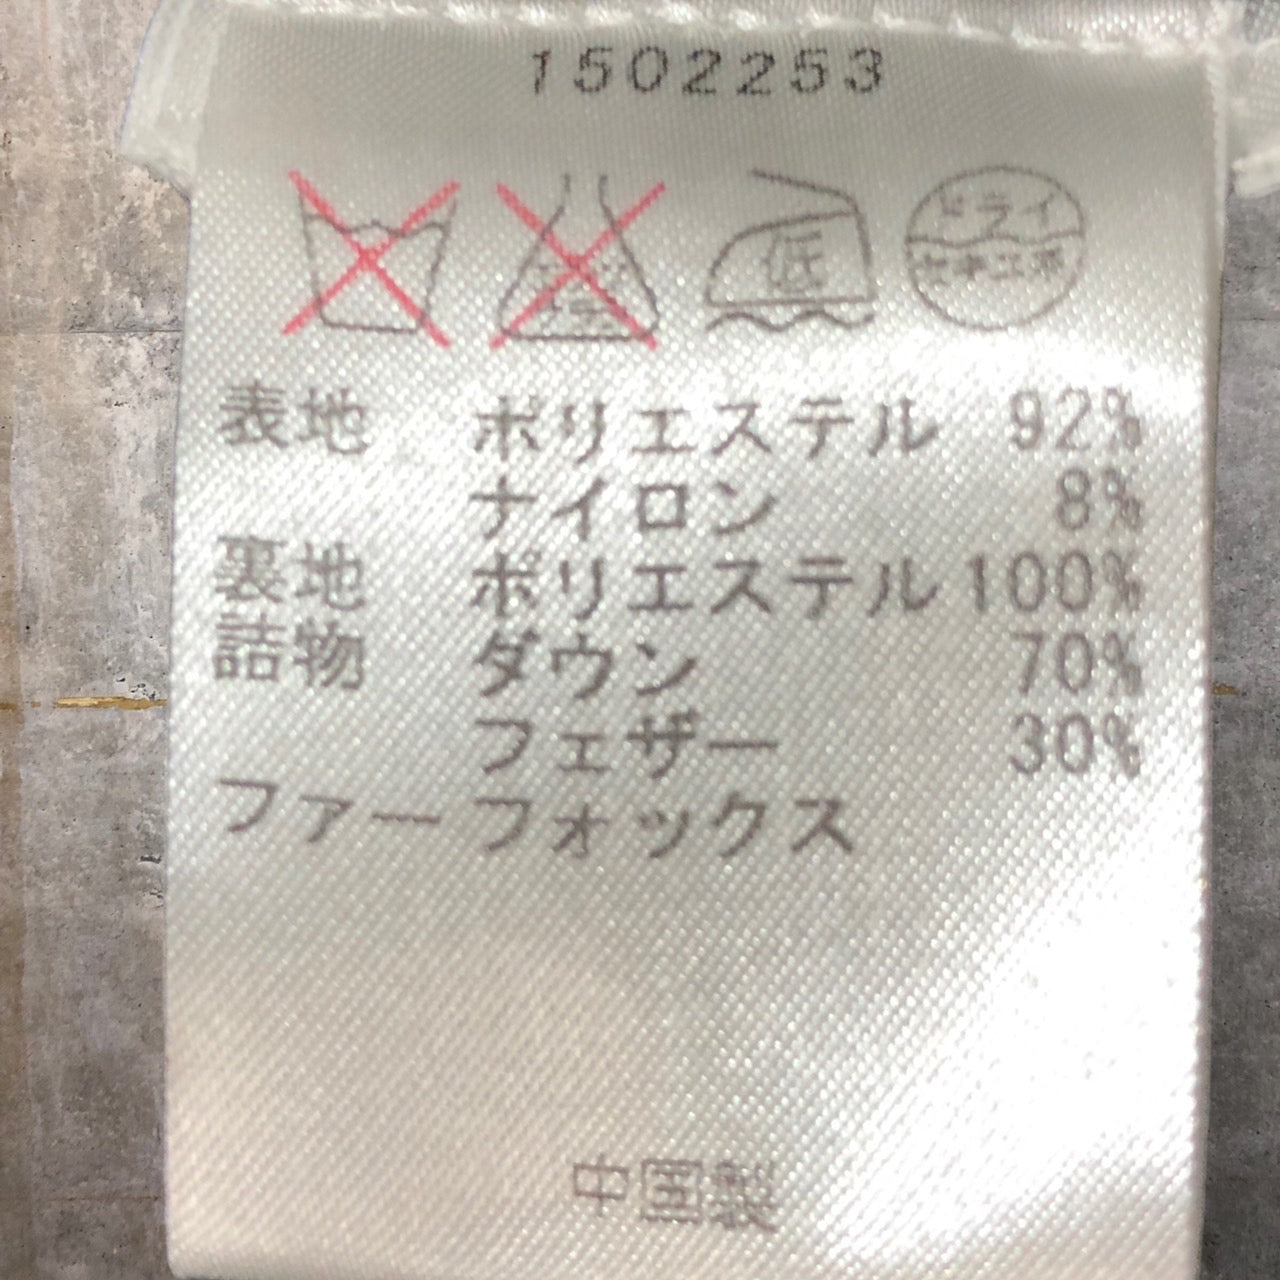 1502253
低
ドライ
表地 ポリエステル 92%
ナイロン 8%
裏地 ポリエステル 100%
詰物 ダウン 70%
フェザー 30%
ファー フォックス
中国製